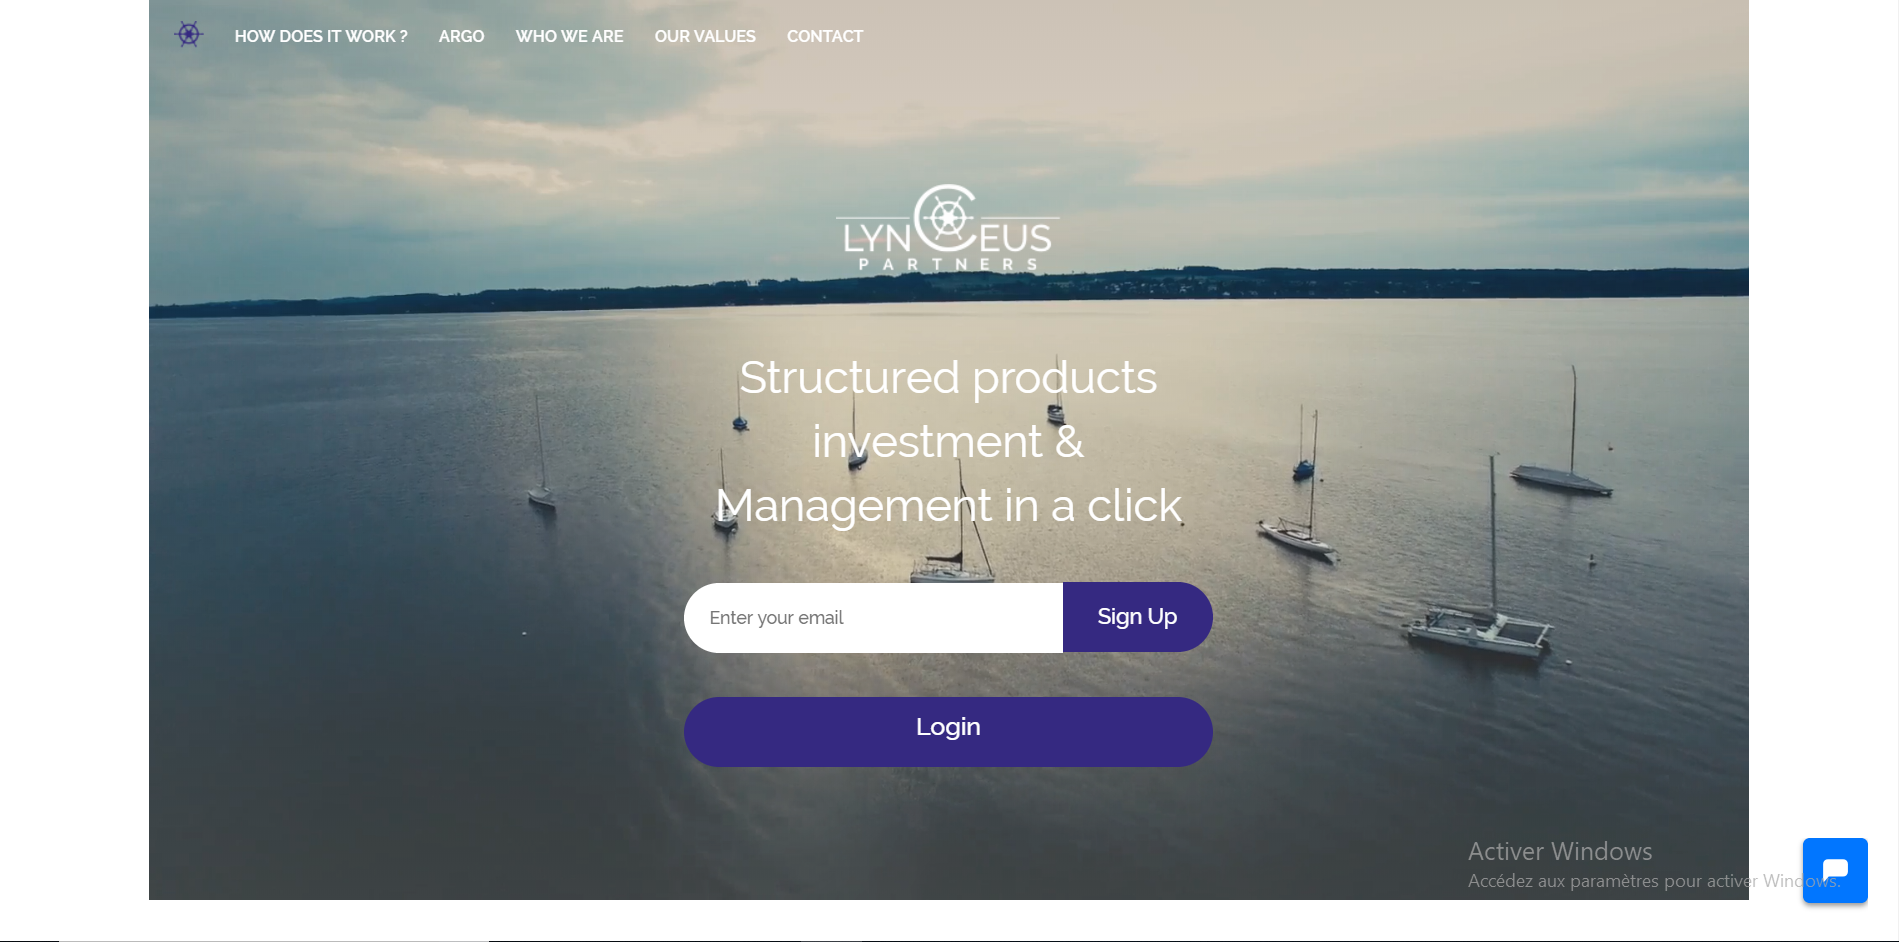 HOW DOES IT WORK ?
ARGO
WHO WE ARE
OUR VALUES
CONTACT
LYNCEUS
PARTNERS
Structured products
investment &
Management in a click
Enter your email
Sign Up
Login
Activer Windows
Accédez aux paramètres pour activer Windows.